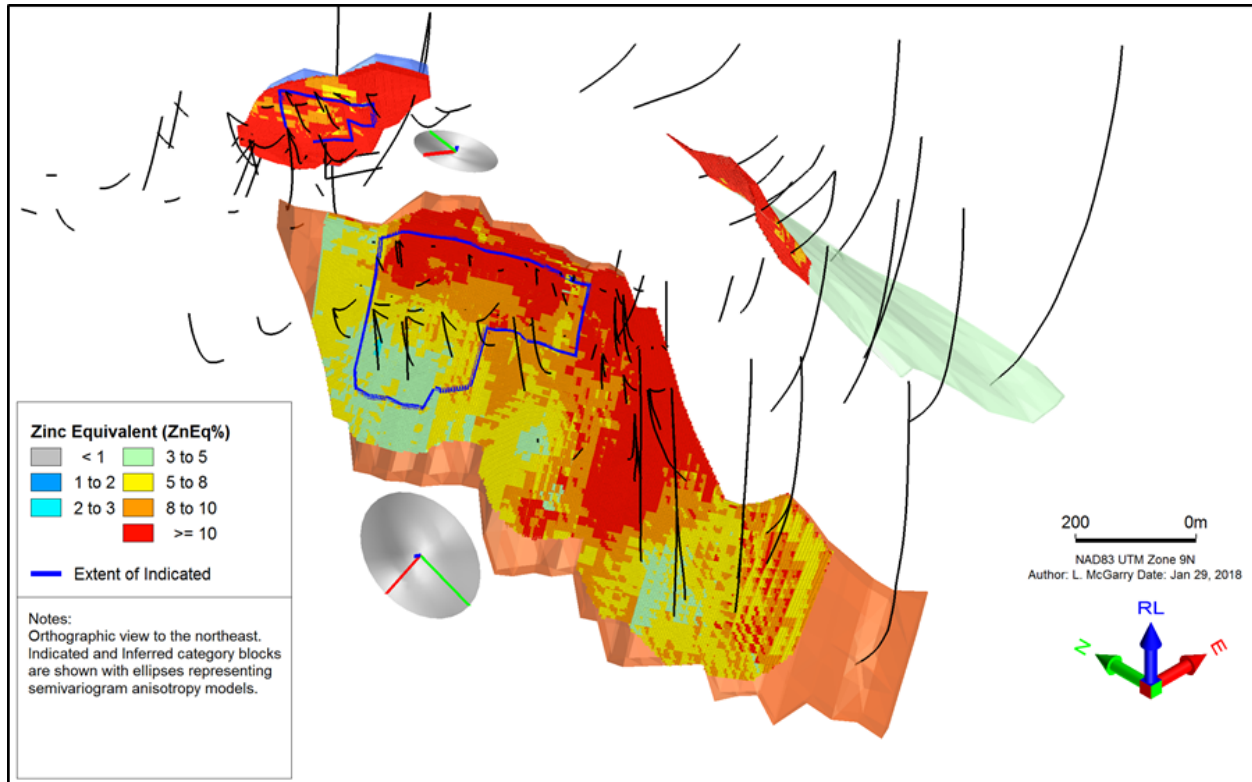 Zinc Equivalent (ZnEq%)
< 1
3 to 5
1 to 2
5 to 8
2 to 3
8 to 10
>= 10
Extent of Indicated
Notes:
Orthographic view to the northeast.
Indicated and Inferred category blocks
are shown with ellipses representing
semivariogram anisotropy models.
200 0m
NAD83 UTM Zone 9N
Author: L. McGarry Date: Jan 29, 2018
RL
N
E